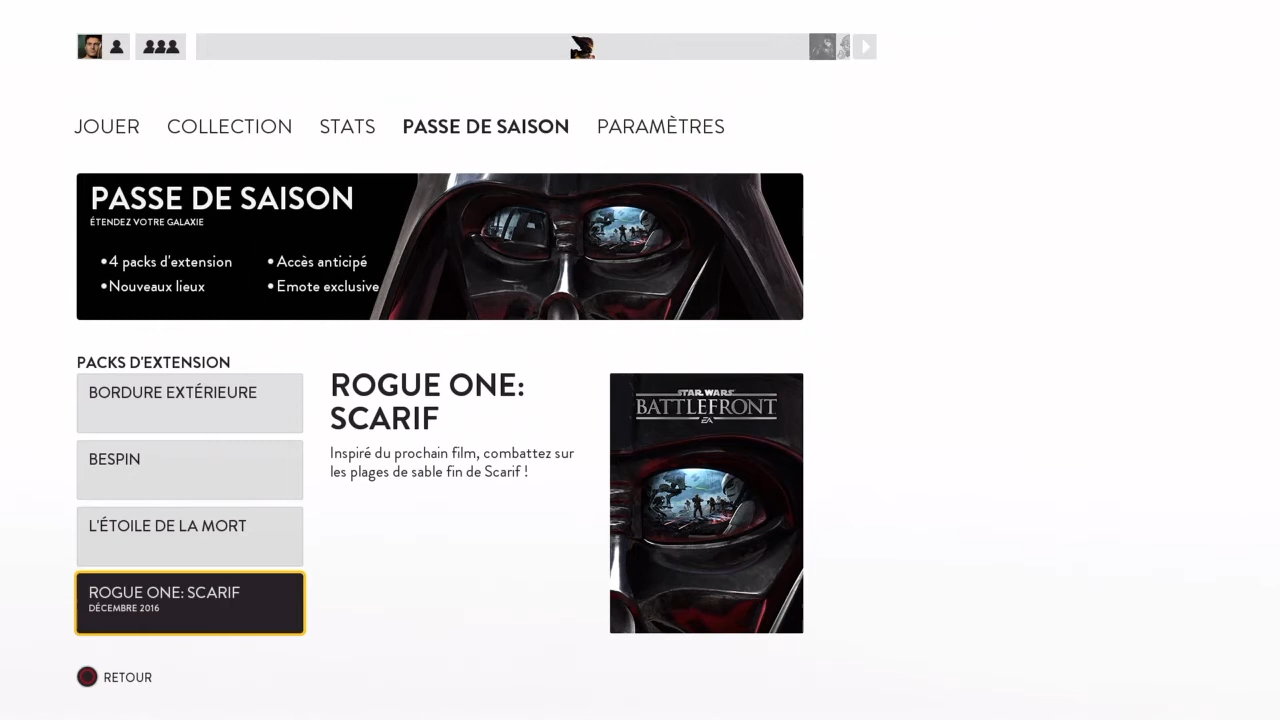 JOUER COLLECTION STATS PASSE DE SAISON PARAMÈTRES
PASSE DE SAISON
ÉTENDEZ VOTRE GALAXIE
•4 packs d'extension •Accès anticipé
•Nouveaux lieux •Emote exclusive
PACKS D'EXTENSION
BORDURE EXTÉRIEURE
BESPIN
L'ÉTOILE DE LA MORT
ROGUE ONE: SCARIF
DÉCEMBRE 2016
ROGUE ONE:
SCARIF
Inspiré du prochain film, combattez sur
les plages de sable fin de Scarif !
STAR WARS
BATTLEFRONT
EA
RETOUR